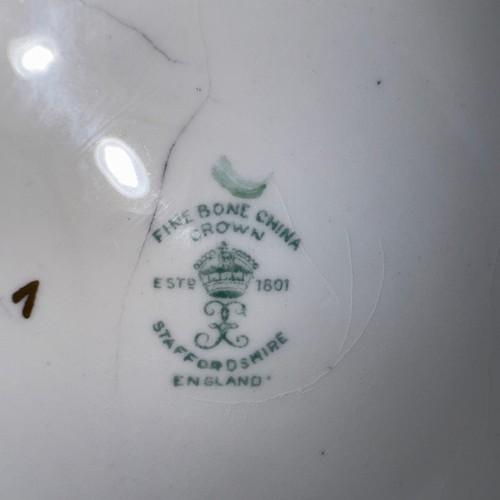 FINE BONE CHINA
CROWN
ESTD 1801
STAFFORDSHIRE
ENGLAND